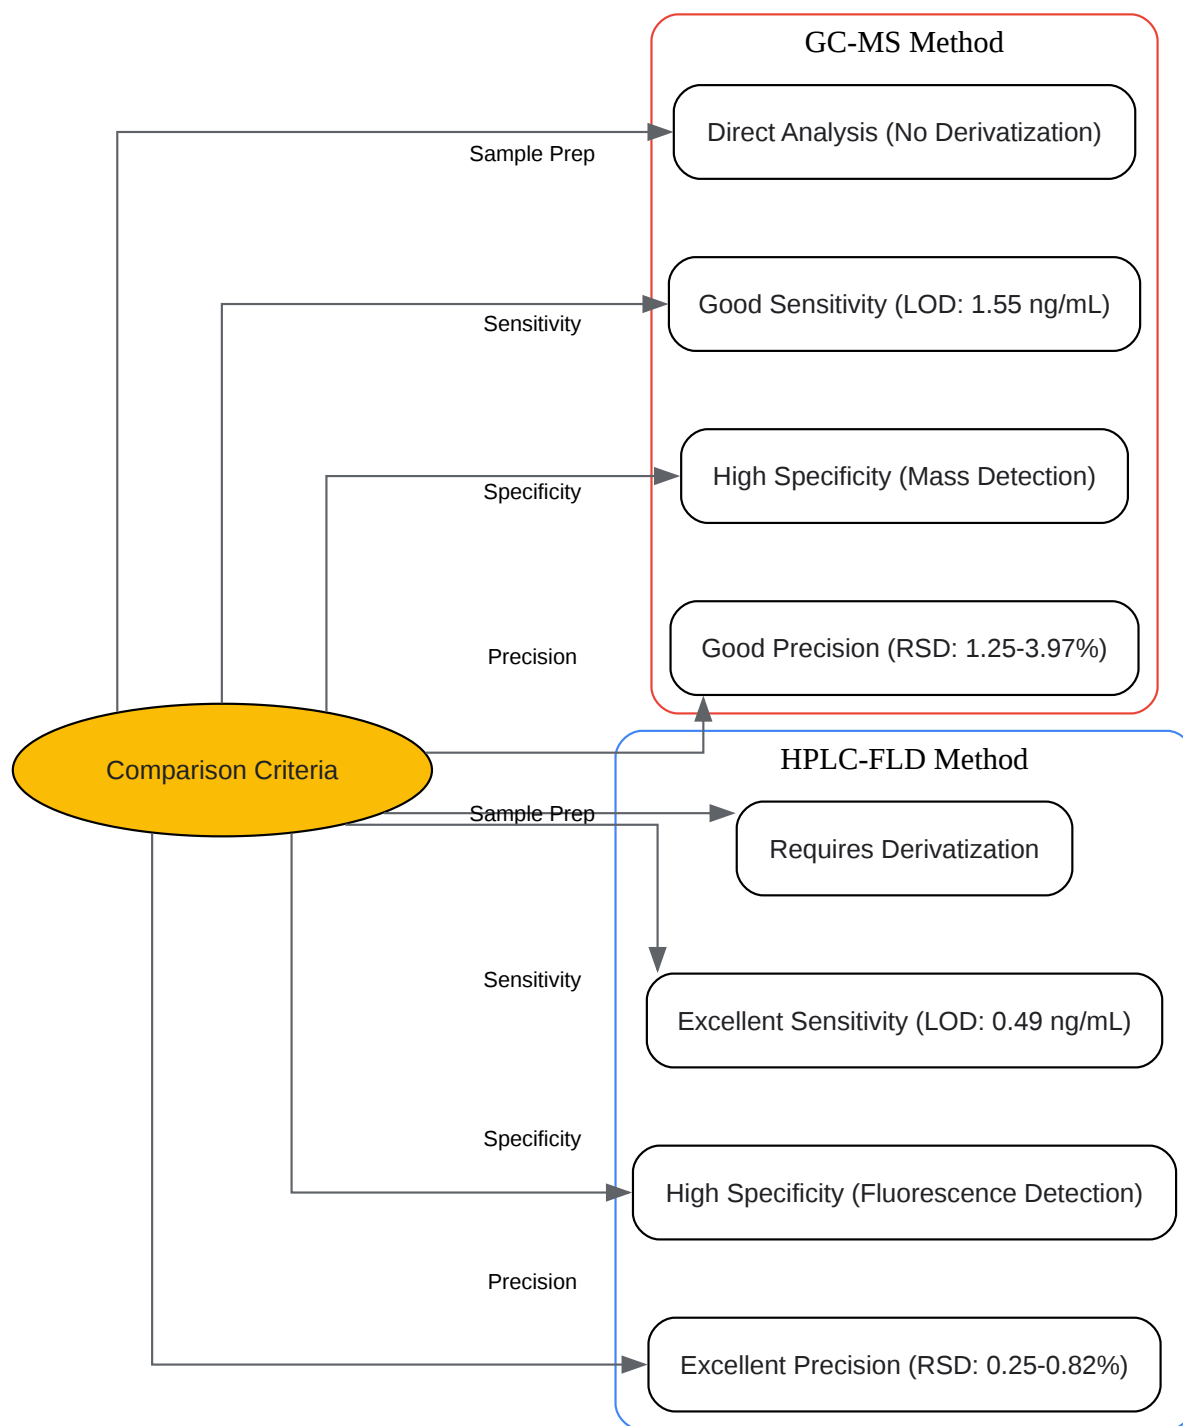 GC-MS Method
Direct Analysis (No Derivatization)
Sample Prep
Good Sensitivity (LOD: 1.55 ng/mL)
Sensitivity
High Specificity (Mass Detection)
Specificity
Good Precision (RSD: 1.25-3.97%)
Precision
Comparison Criteria
HPLC-FLD Method
Sample Prep
Requires Derivatization
Sensitivity
Excellent Sensitivity (LOD: 0.49 ng/mL)
Specificity
High Specificity (Fluorescence Detection)
Precision
Excellent Precision (RSD: 0.25-0.82%)